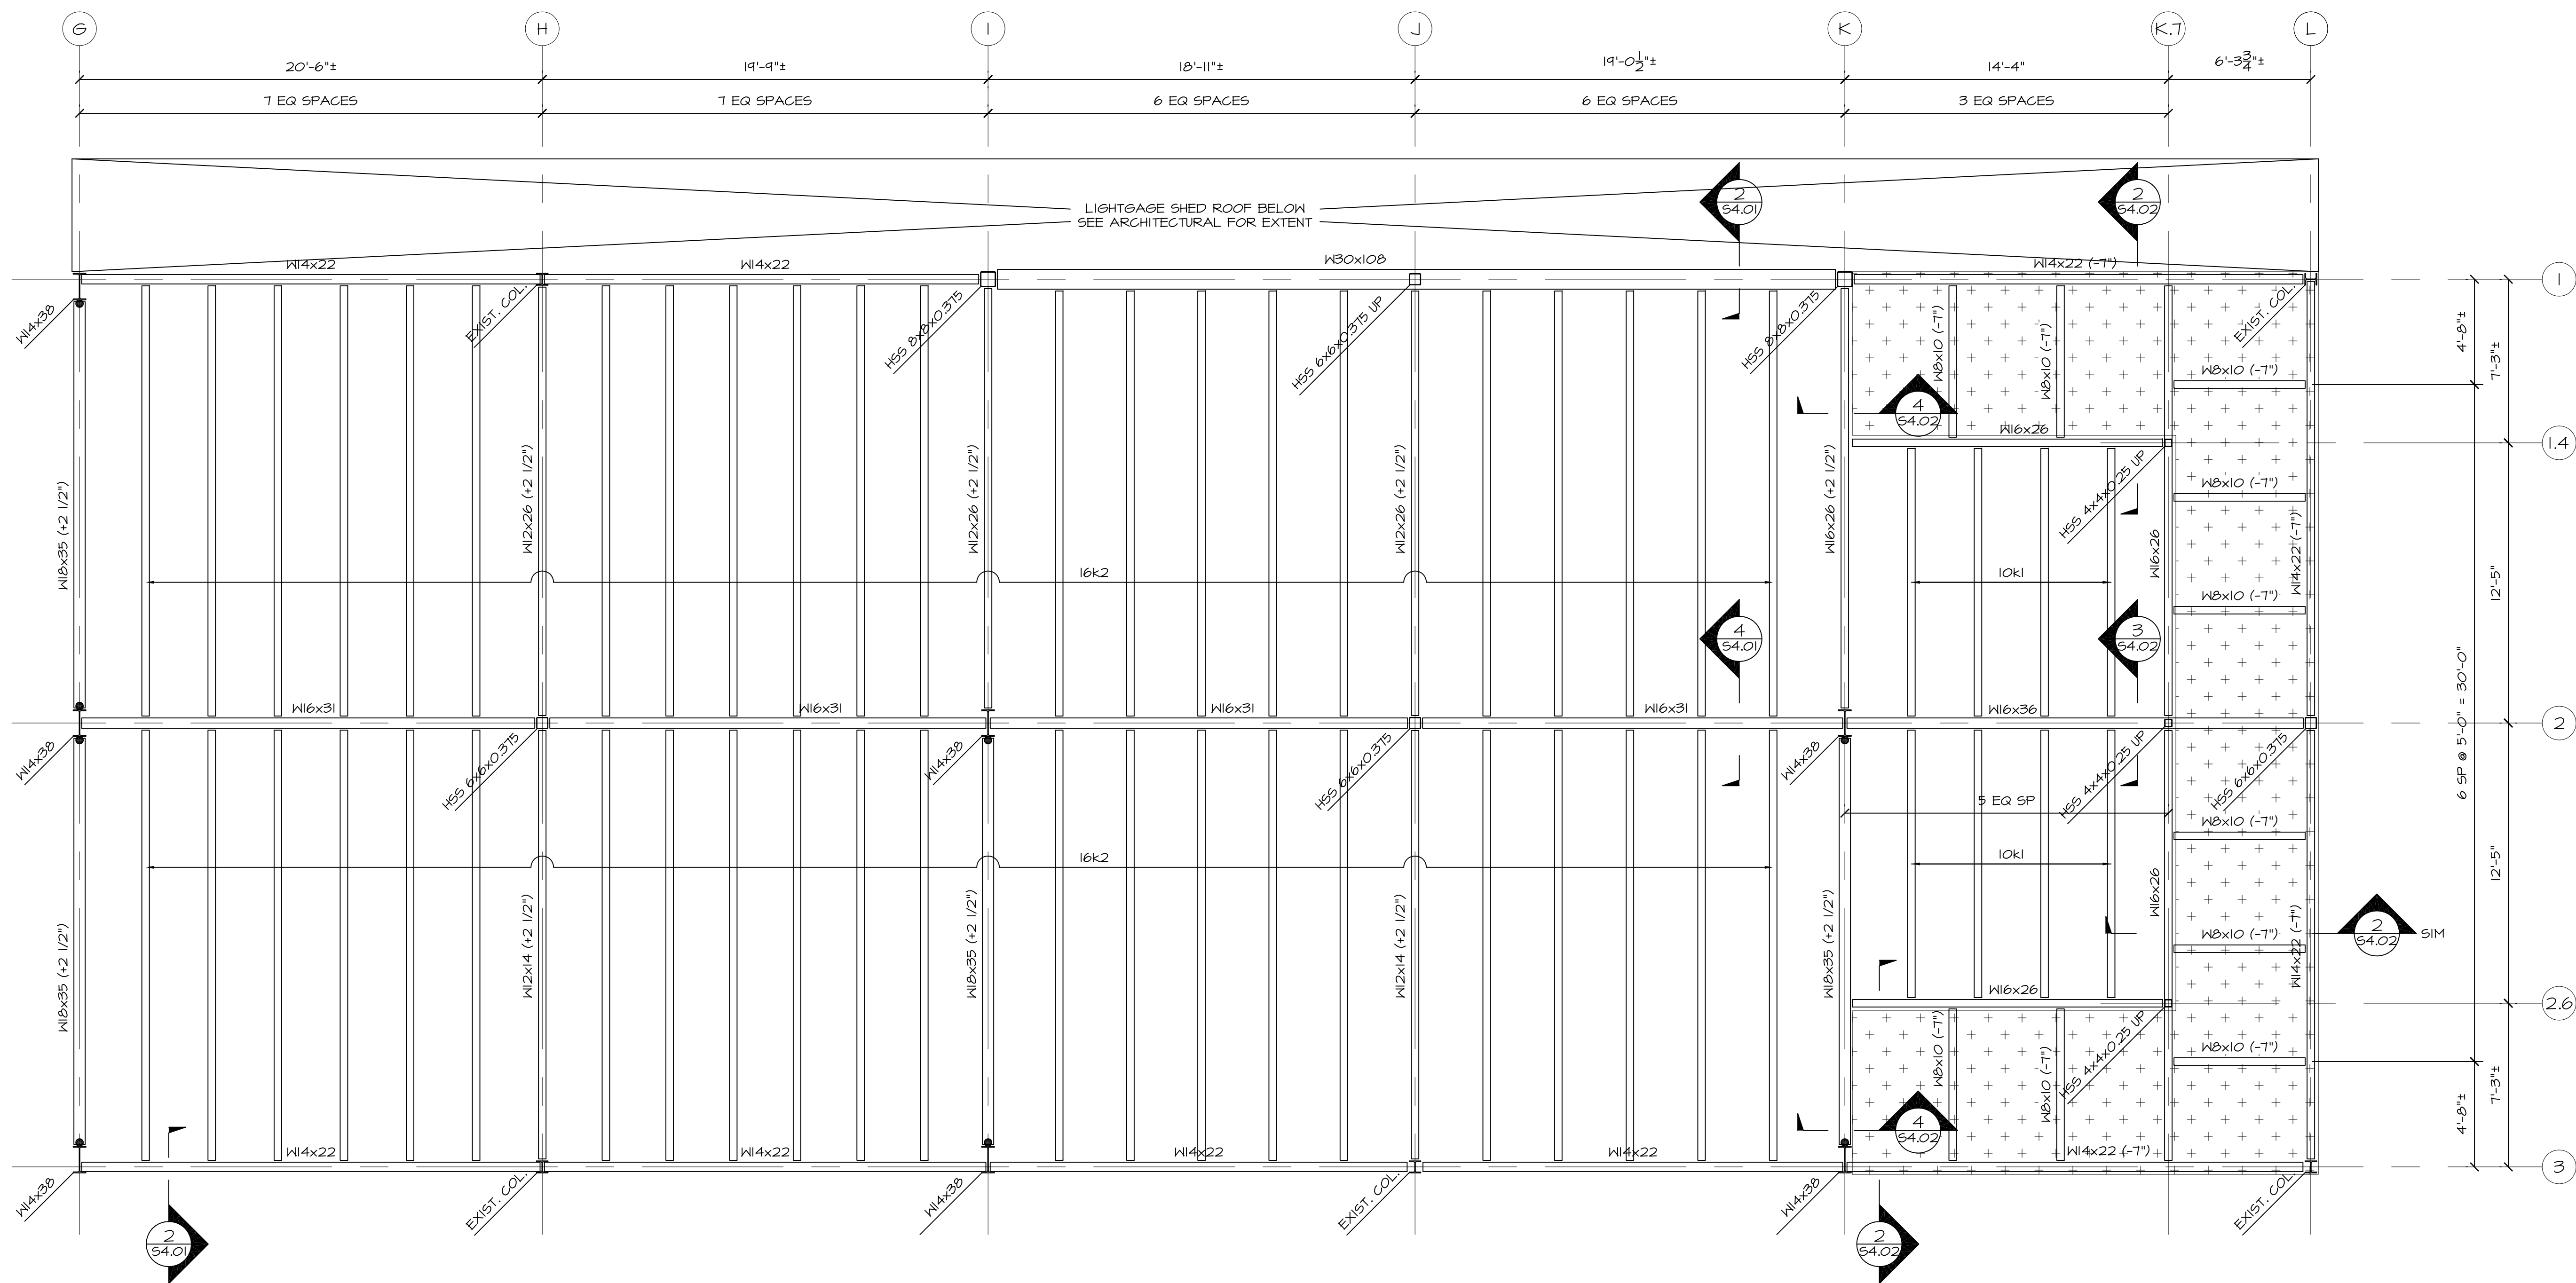 G
H
I
J
K
K.7
L
20'-6"±
19'-9"±
18'-11"±
19'-0 1/2"±
14'-4"
6'-3 3/4"±
7 EQ SPACES
7 EQ SPACES
6 EQ SPACES
6 EQ SPACES
3 EQ SPACES
LIGHTGAGE SHED ROOF BELOW
SEE ARCHITECTURAL FOR EXTENT
2
S4.01
2
S4.02
W14x22
W14x22
W30x108
W14x22 (-7")
1
W14x38
EXIST. COL.
HSS 8x8x0.375
HSS 6x6x0.375 UP
HSS 8x8x0.375
W8x10 (-7")
W8x10 (-7")
EXIST. COL.
4'-8"±
7'-3"±
W8x10 (-7")
4
S4.02
W16x26
1.4
W18x35 (+2 1/2")
W12x26 (+2 1/2")
W12x26 (+2 1/2")
W12x26 (+2 1/2")
W16x26 (+2 1/2")
HSS 4x4x0.25 UP
W8x10 (-7")
W16x26
W14x22 (-7")
16k2
10k1
12'-5"
W8x10 (-7")
4
S4.01
3
S4.02
6 SP @ 5'-0" = 30'-0"
W16x31
W16x31
W16x31
W16x31
W16x36
2
W14x38
HSS 6x6x0.375
W14x38
HSS 6x6x0.375
W14x38
HSS 4x4x0.25 UP
HSS 6x6x0.375
5 EQ SP
W8x10 (-7")
16k2
10k1
12'-5"
W18x35 (+2 1/2")
W12x14 (+2 1/2")
W18x35 (+2 1/2")
W12x14 (+2 1/2")
W18x35 (+2 1/2")
W16x26
W8x10 (-7")
W14x22 (-7")
2
S4.02
SIM
W16x26
2.6
W8x10 (-7")
W8x10 (-7")
HSS 4x4x0.25 UP
W8x10 (-7")
4'-8"±
7'-3"±
4
S4.02
W14x22
W14x22
W14x22
W14x22
W14x22 (-7")
3
W14x38
EXIST. COL.
W14x38
EXIST. COL.
W14x38
EXIST. COL.
2
S4.01
2
S4.02